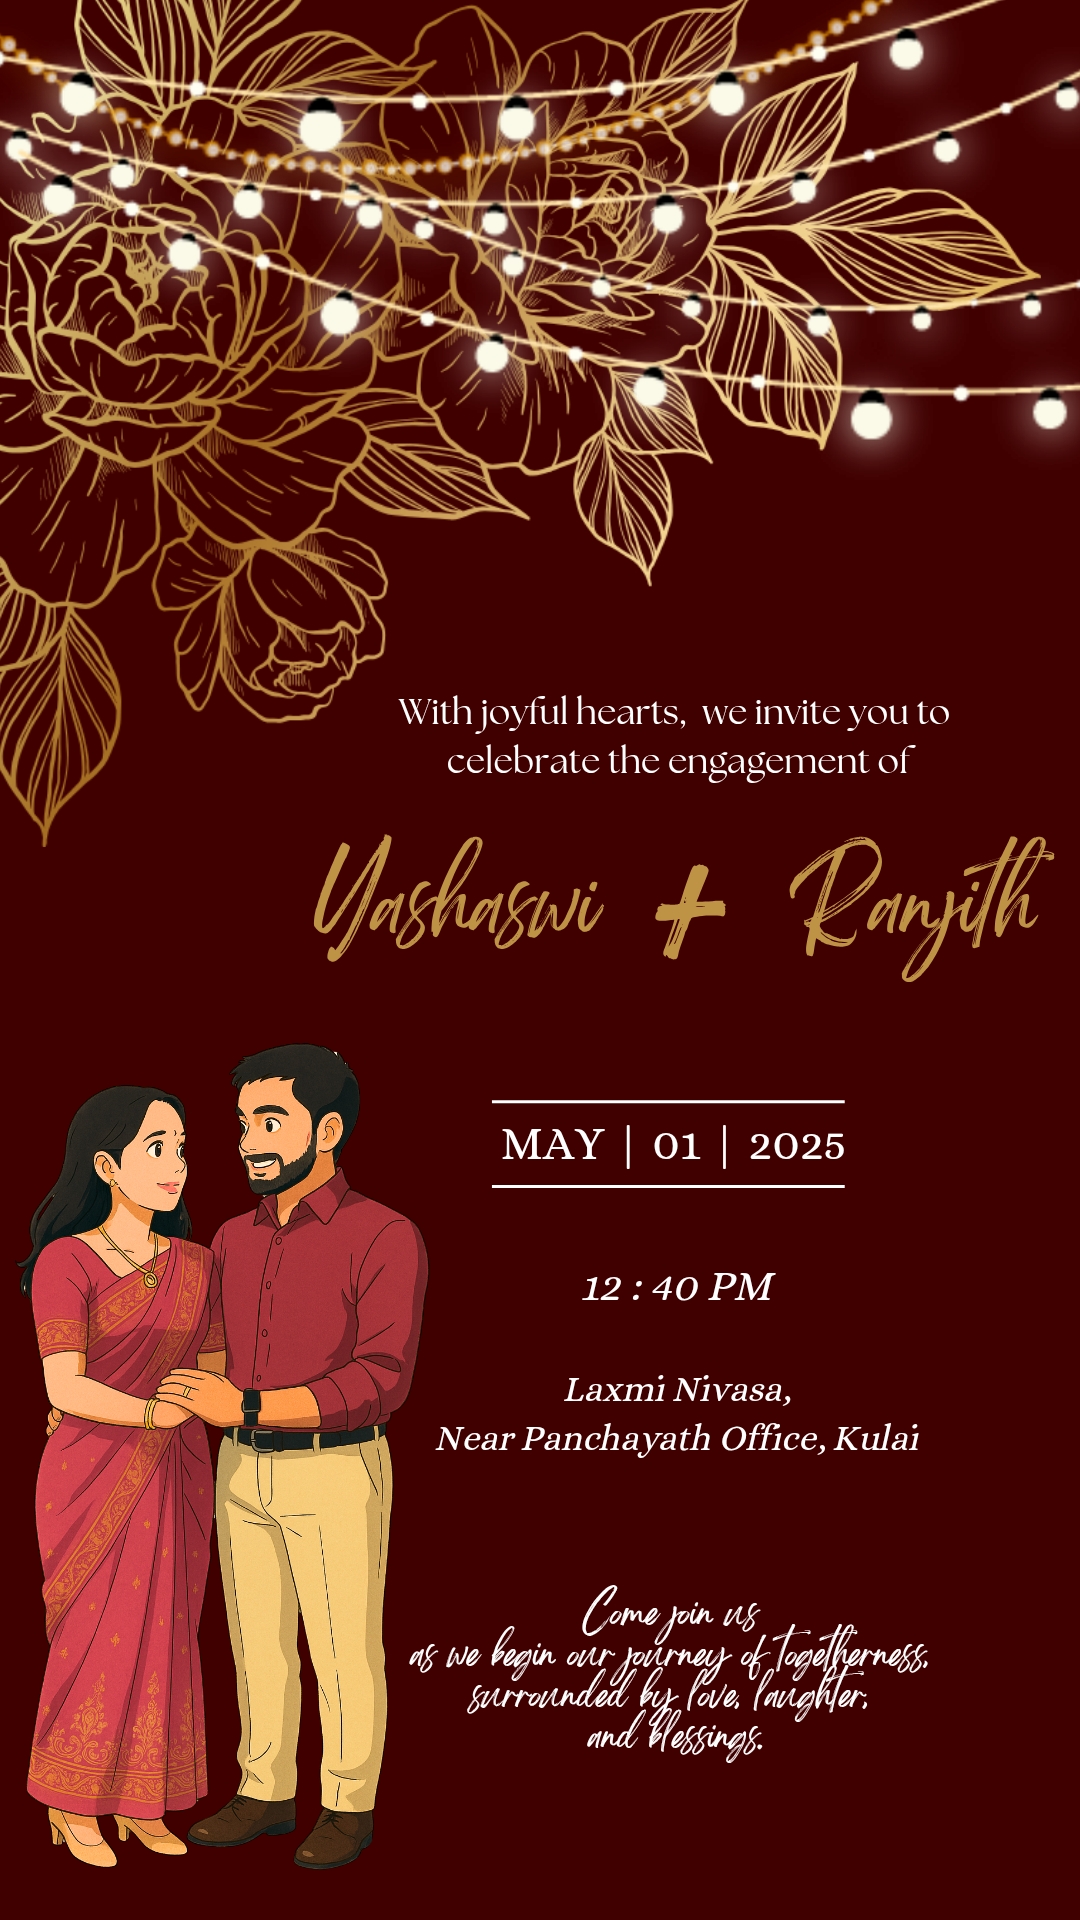 With joyful hearts, we invite you to
celebrate the engagement of
Yashaswi + Ranjith
MAY | 01 | 2025
12 : 40 PM
Laxmi Nivasa,
Near Panchayath Office, Kulai
Come join us
as we begin our journey of togetherness,
surrounded by love, laughter,
and blessings.